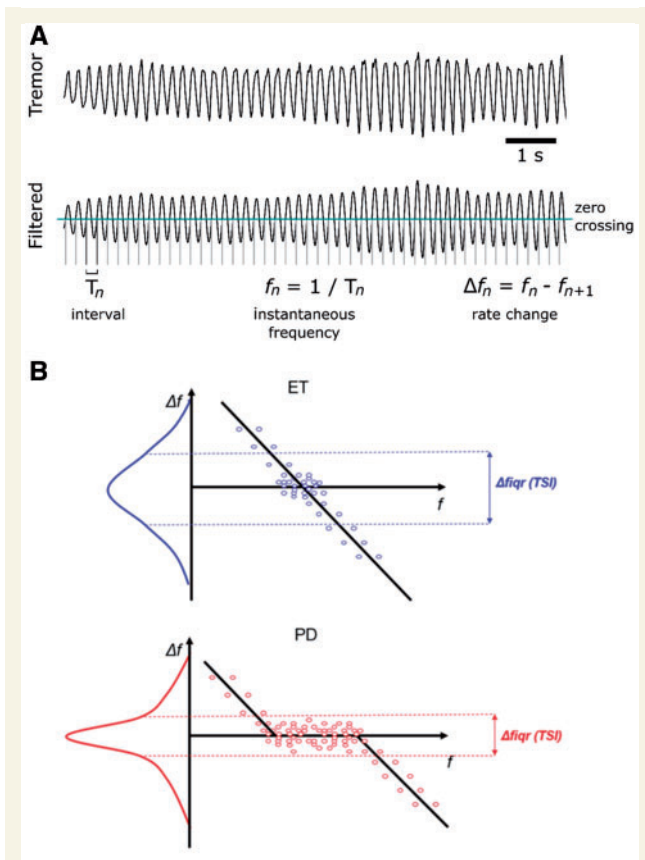 A
Tremor
1 s
Filtered
zero
crossing
Tₙ
fₙ = 1 / Tₙ
Δfₙ = fₙ - fₙ₊₁
interval
instantaneous
frequency
rate change
B
ET
Δf
Δfiqr (TSI)
f
PD
Δf
Δfiqr (TSI)
f